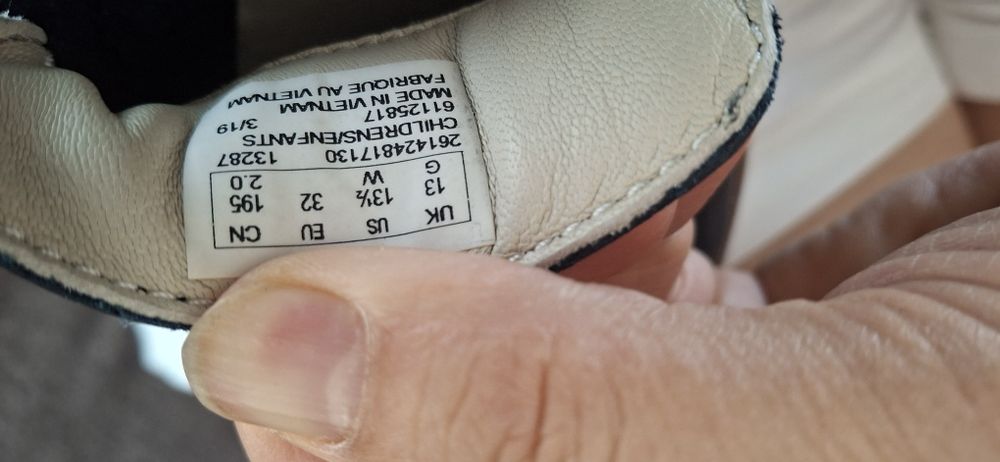 UK US EU CN
13 13½ 32 195
G W 2.0
261424817130 13287
CHILDRENS/ENFANTS
61125817 3/19
MADE IN VIETNAM
FABRIQUE AU VIETNAM